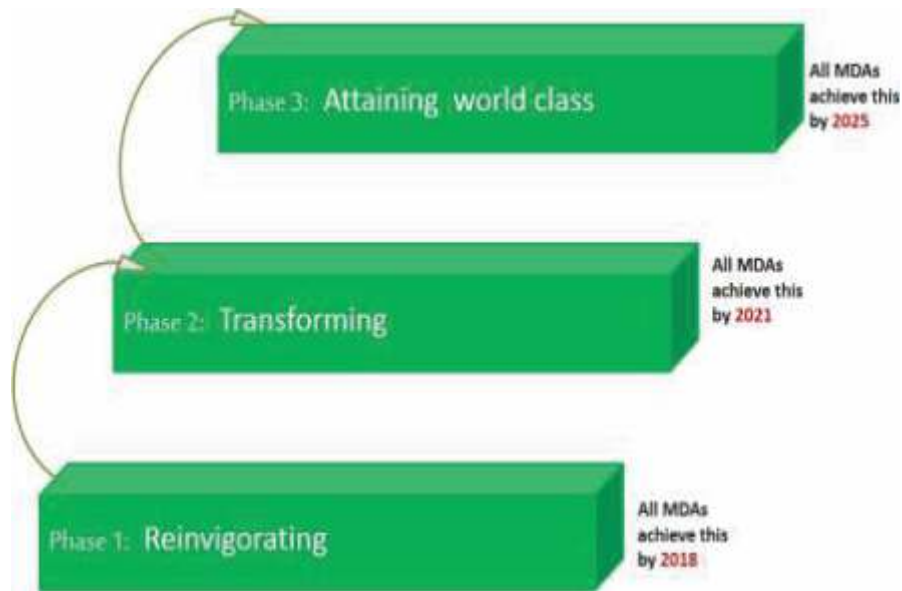 Phase 3: Attaining world class
All MDAs
achieve this
by 2025
Phase 2: Transforming
All MDAs
achieve this
by 2021
Phase 1: Reinvigorating
All MDAs
achieve this
by 2018